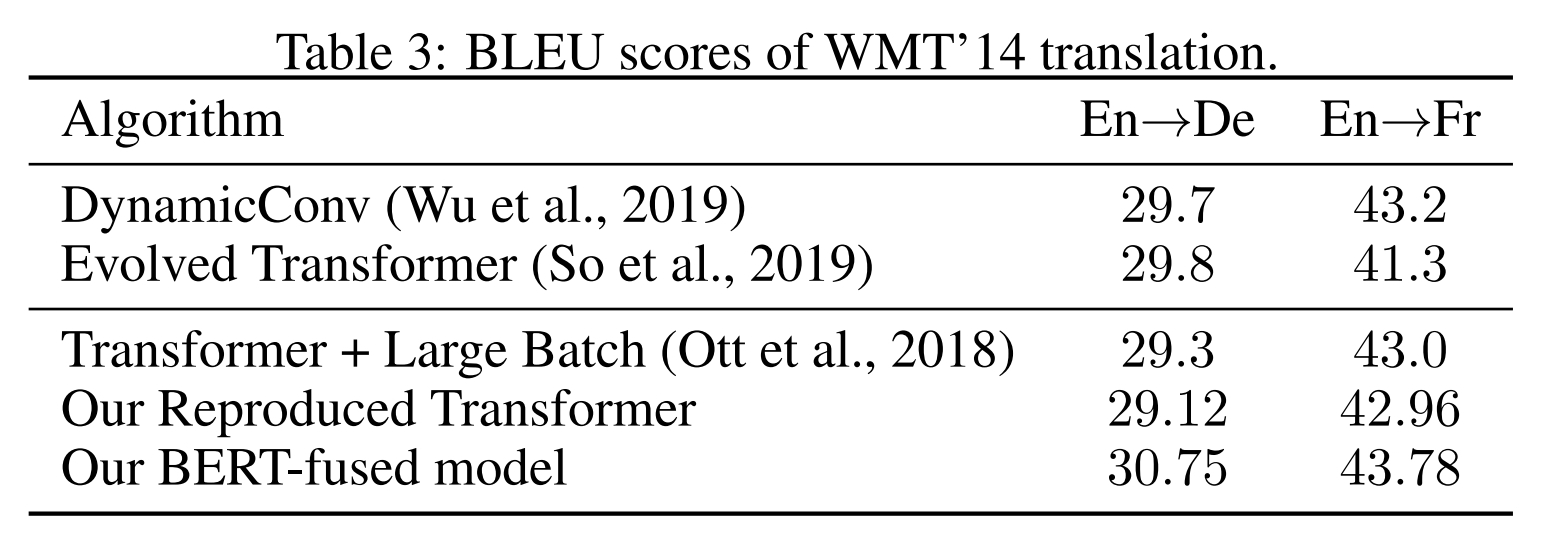 Table 3: BLEU scores of WMT’14 translation.
Algorithm En→De En→Fr
DynamicConv (Wu et al., 2019) 29.7 43.2
Evolved Transformer (So et al., 2019) 29.8 41.3
Transformer + Large Batch (Ott et al., 2018) 29.3 43.0
Our Reproduced Transformer 29.12 42.96
Our BERT-fused model 30.75 43.78